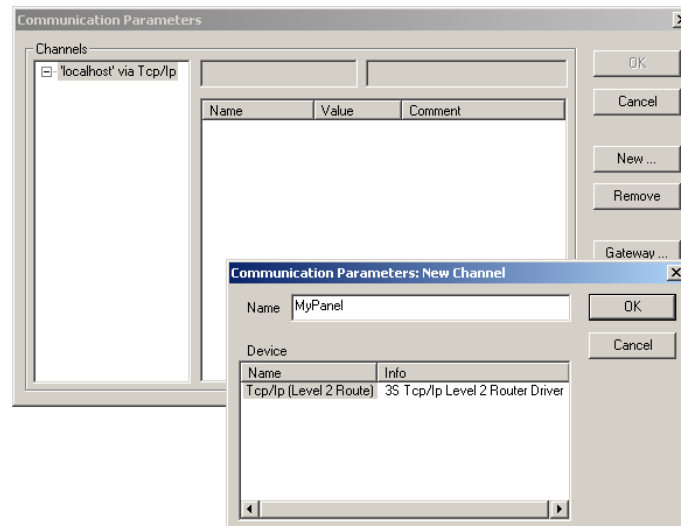 Communication Parameters
Channels
'localhost' via Tcp/Ip
Name Value Comment
OK
Cancel
New ...
Remove
Gateway ...
Communication Parameters: New Channel
Name MyPanel
OK
Cancel
Device
Name Info
Tcp/Ip (Level 2 Route) 3S Tcp/Ip Level 2 Router Driver